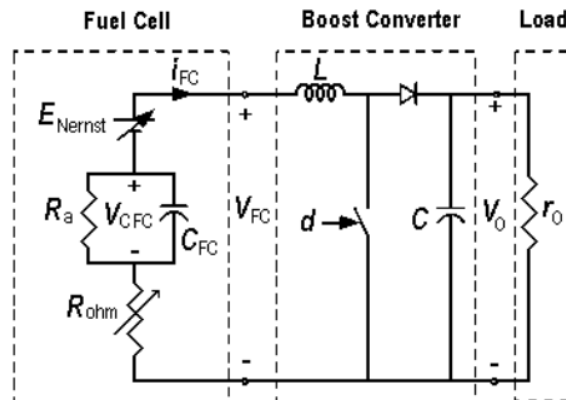 Fuel Cell Boost Converter Load
i_FC L
E_Nernst + +
+
R_a V_CFC C_FC V_FC d C V_o r_o
-
R_ohm
- -